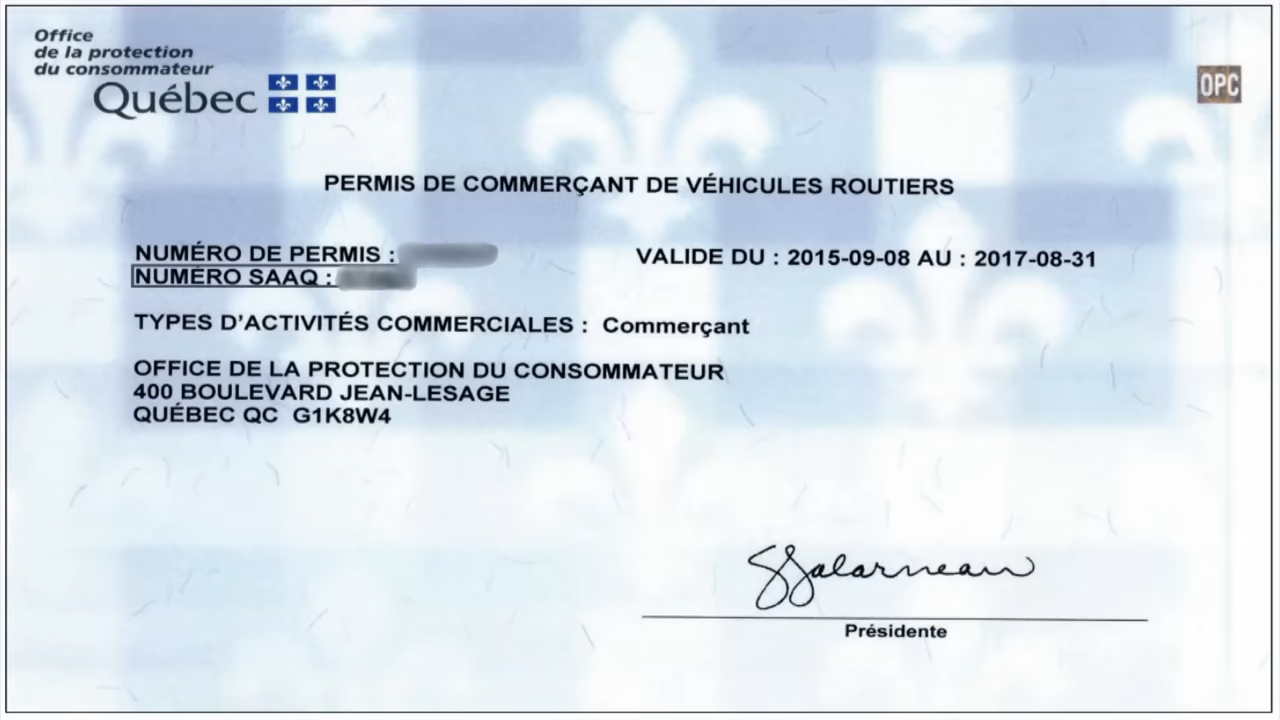 Office
de la protection
du consommateur
Québec
OPC
PERMIS DE COMMERÇANT DE VÉHICULES ROUTIERS
NUMÉRO DE PERMIS :
VALIDE DU : 2015-09-08 AU : 2017-08-31
NUMÉRO SAAQ :
TYPES D'ACTIVITÉS COMMERCIALES : Commerçant
OFFICE DE LA PROTECTION DU CONSOMMATEUR
400 BOULEVARD JEAN-LESAGE
QUÉBEC QC G1K8W4
Présidente